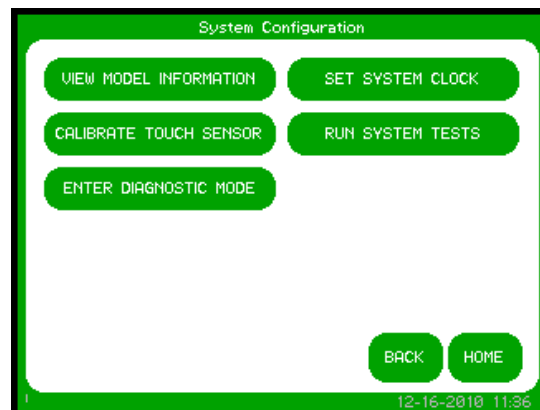 System Configuration
VIEW MODEL INFORMATION
SET SYSTEM CLOCK
CALIBRATE TOUCH SENSOR
RUN SYSTEM TESTS
ENTER DIAGNOSTIC MODE
BACK
HOME
12-16-2010 11:36